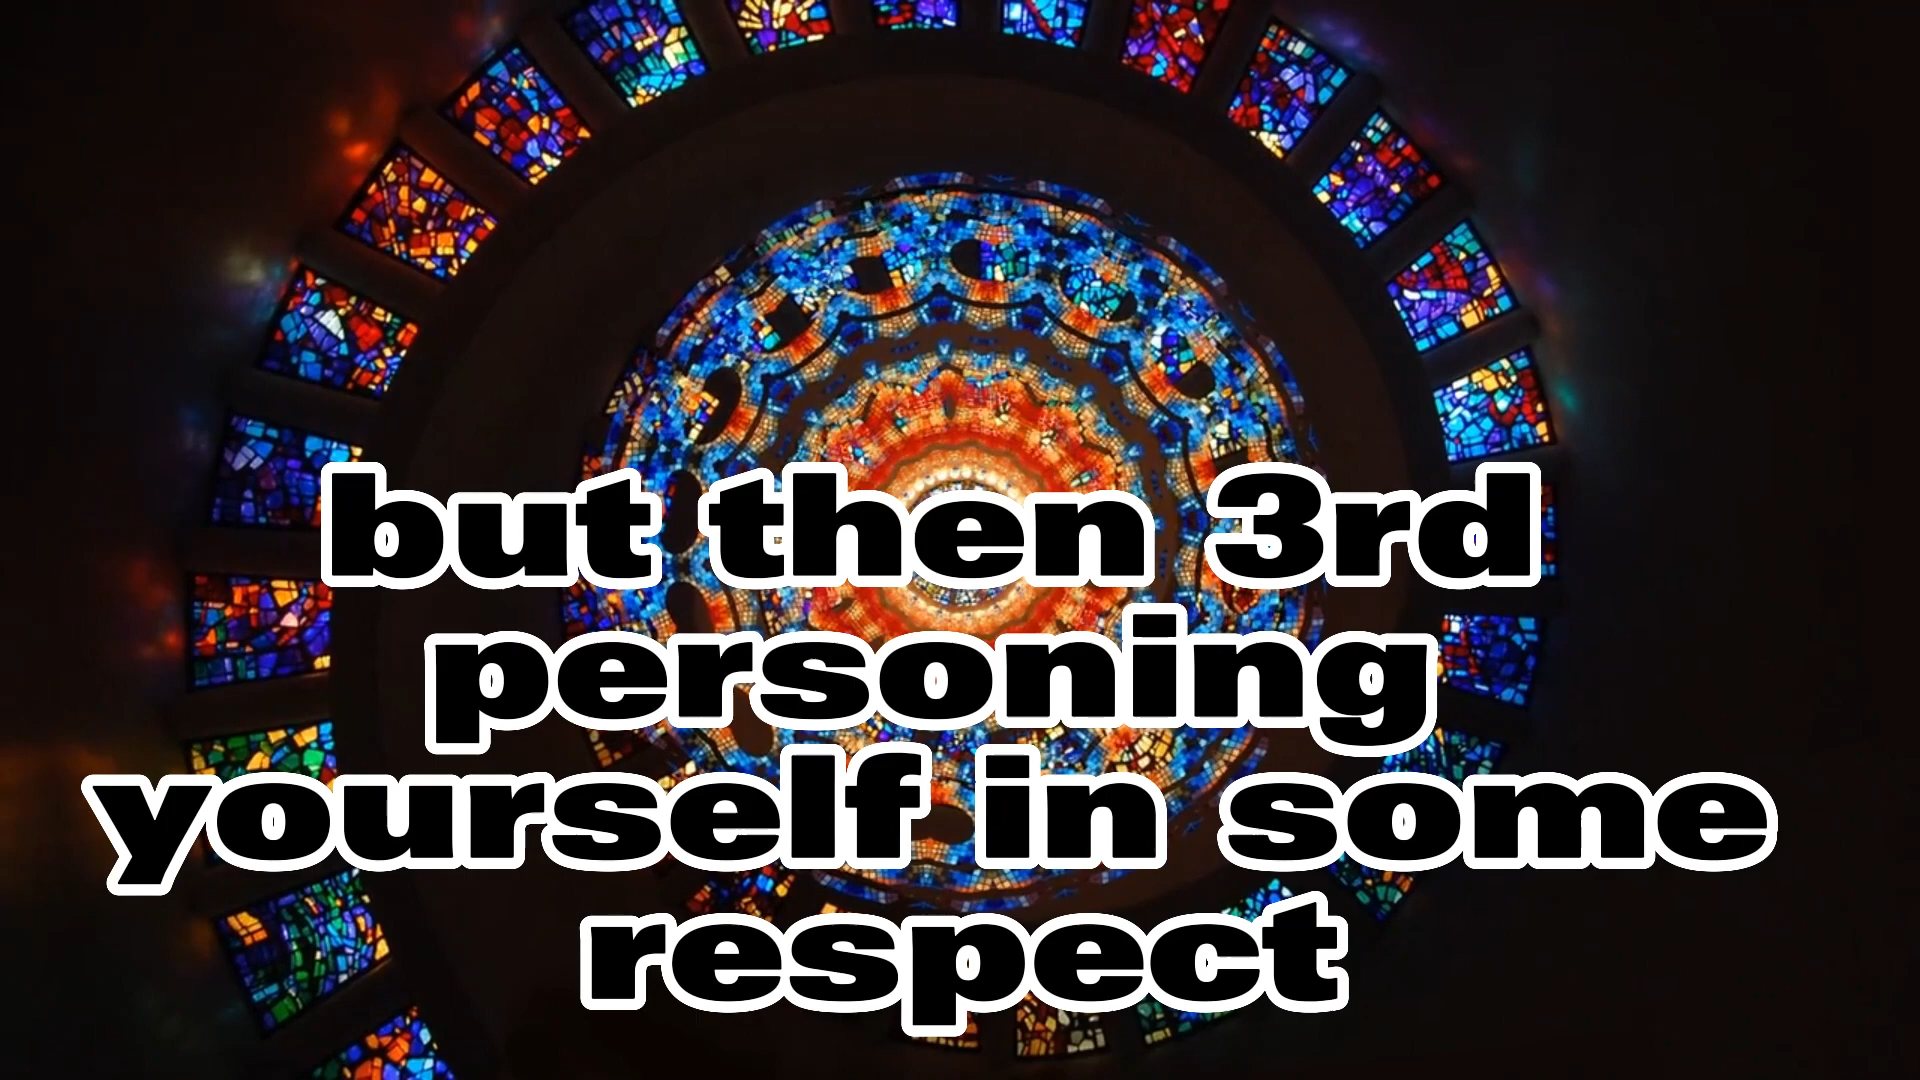 but then 3rd
personing
yourself in some
respect